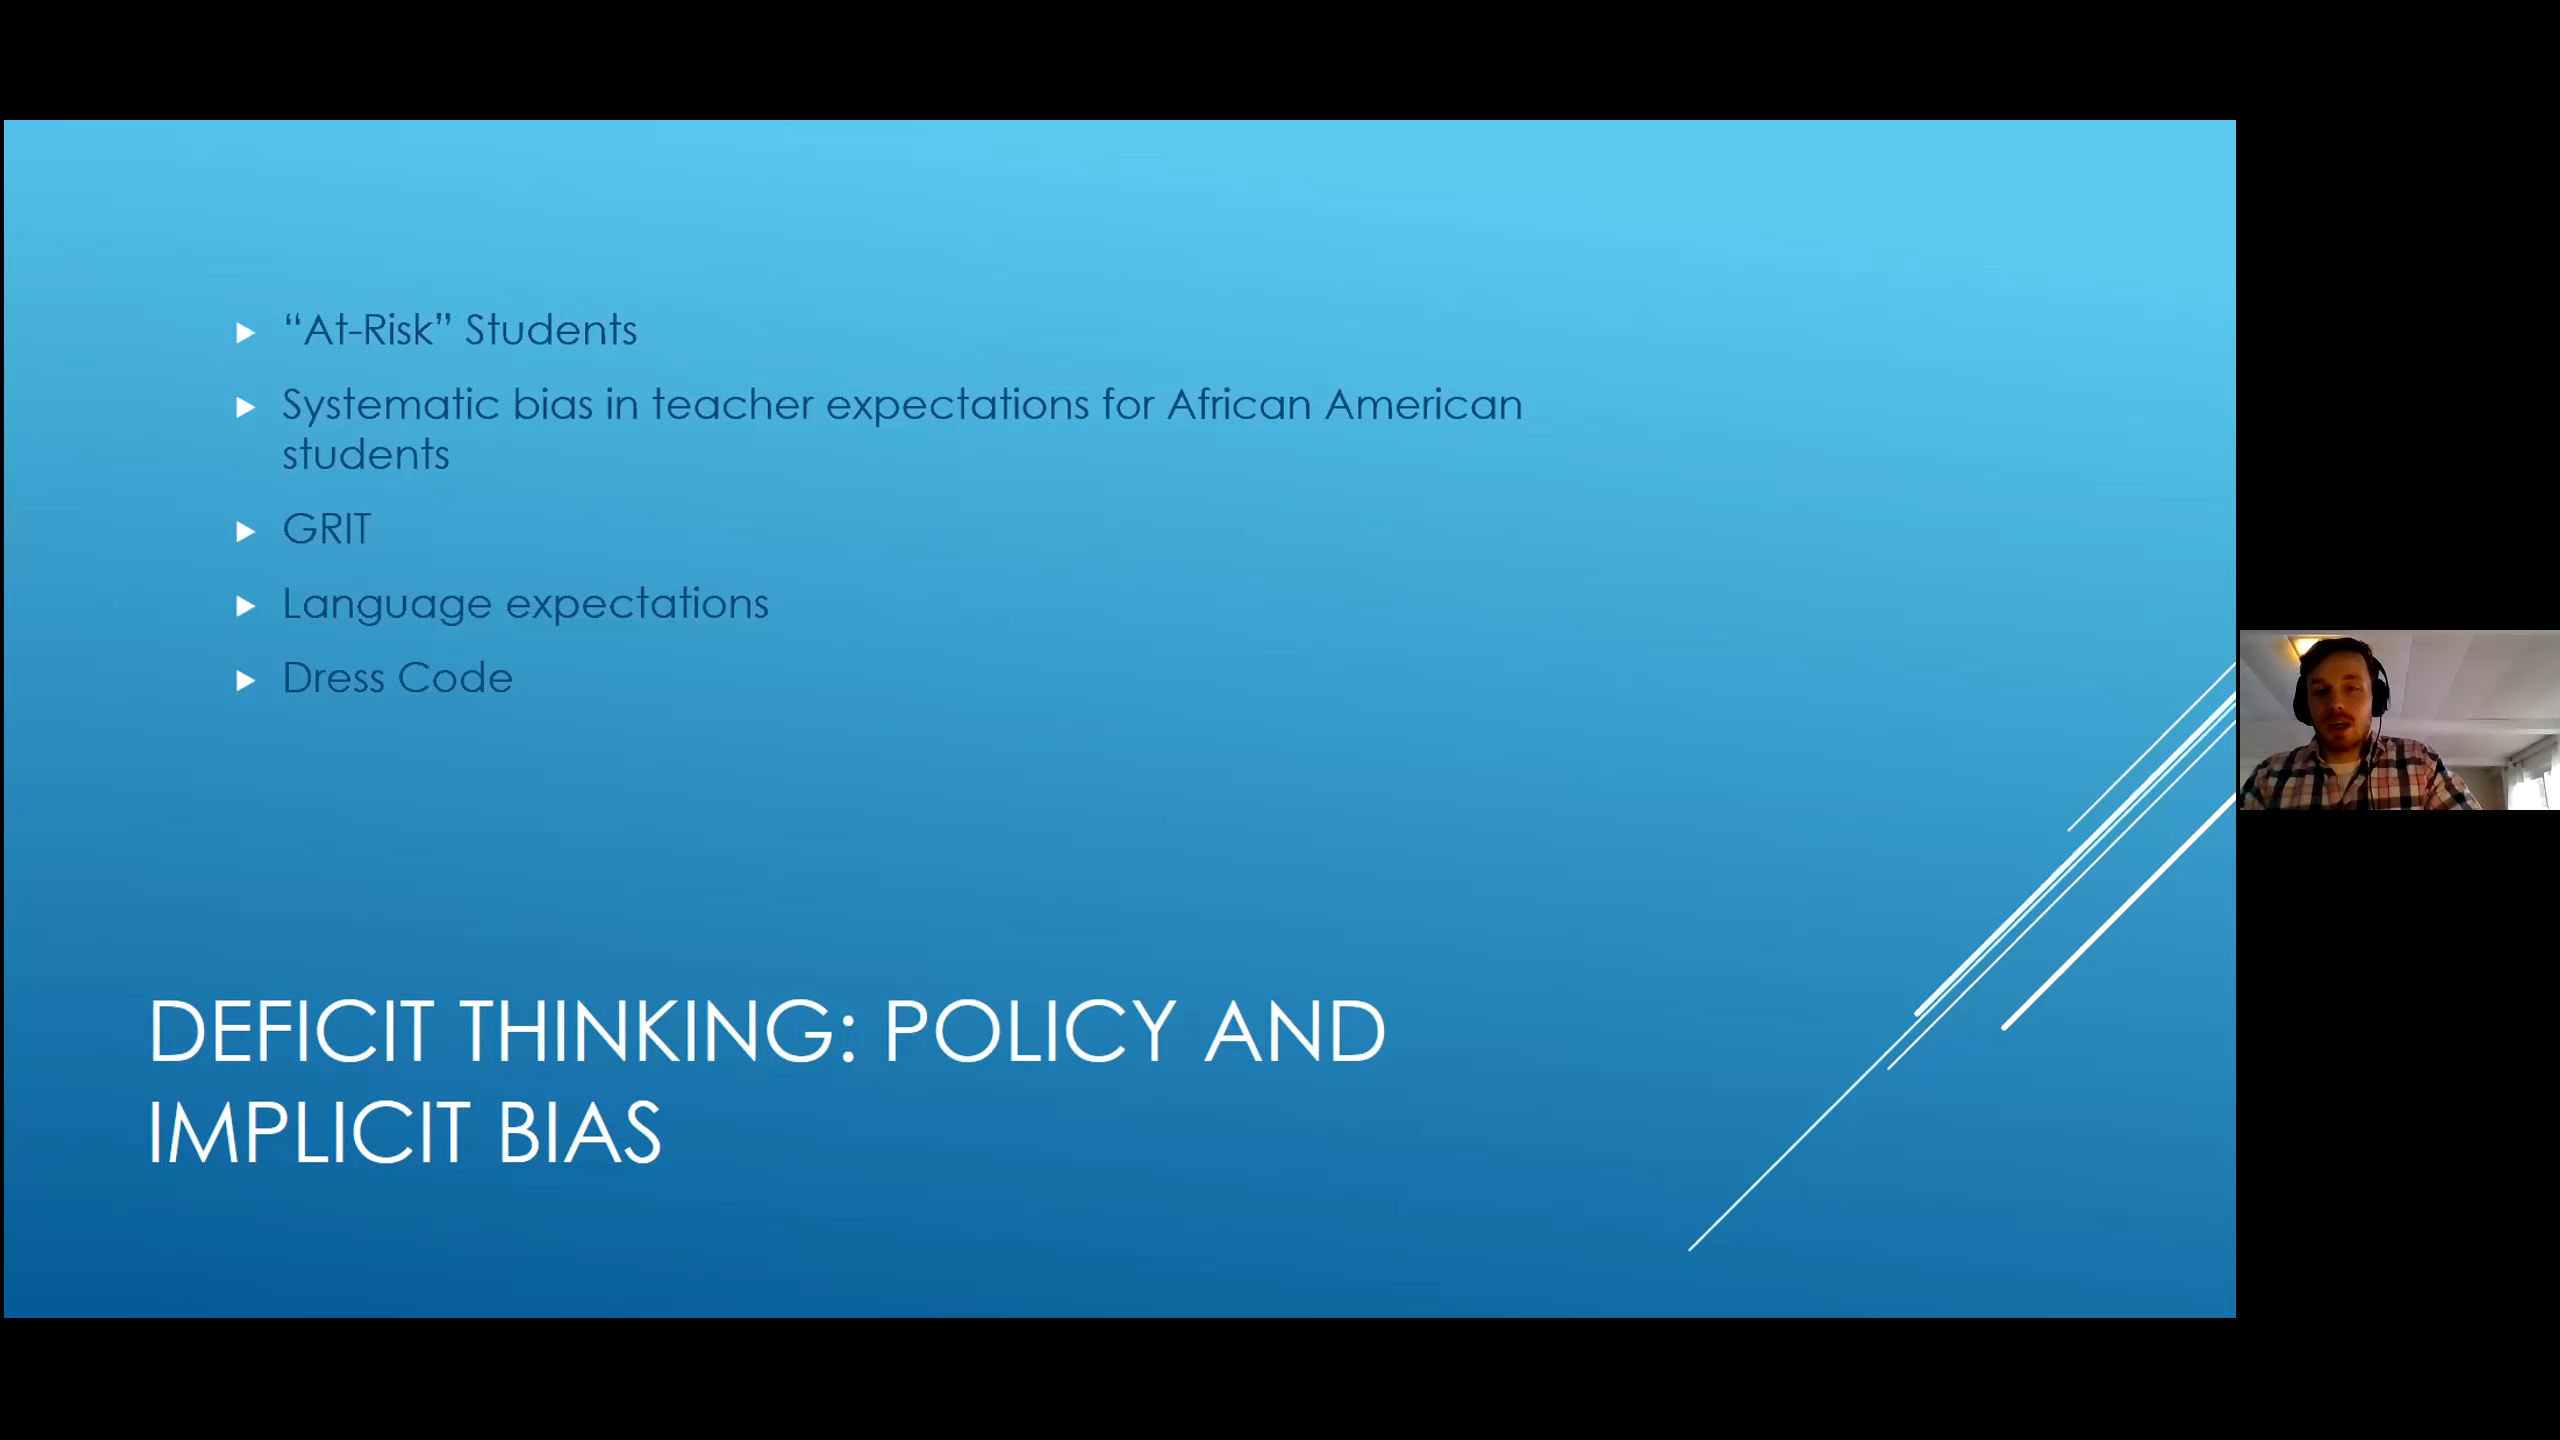 “At-Risk” Students
Systematic bias in teacher expectations for African American
students
GRIT
Language expectations
Dress Code
DEFICIT THINKING: POLICY AND
IMPLICIT BIAS